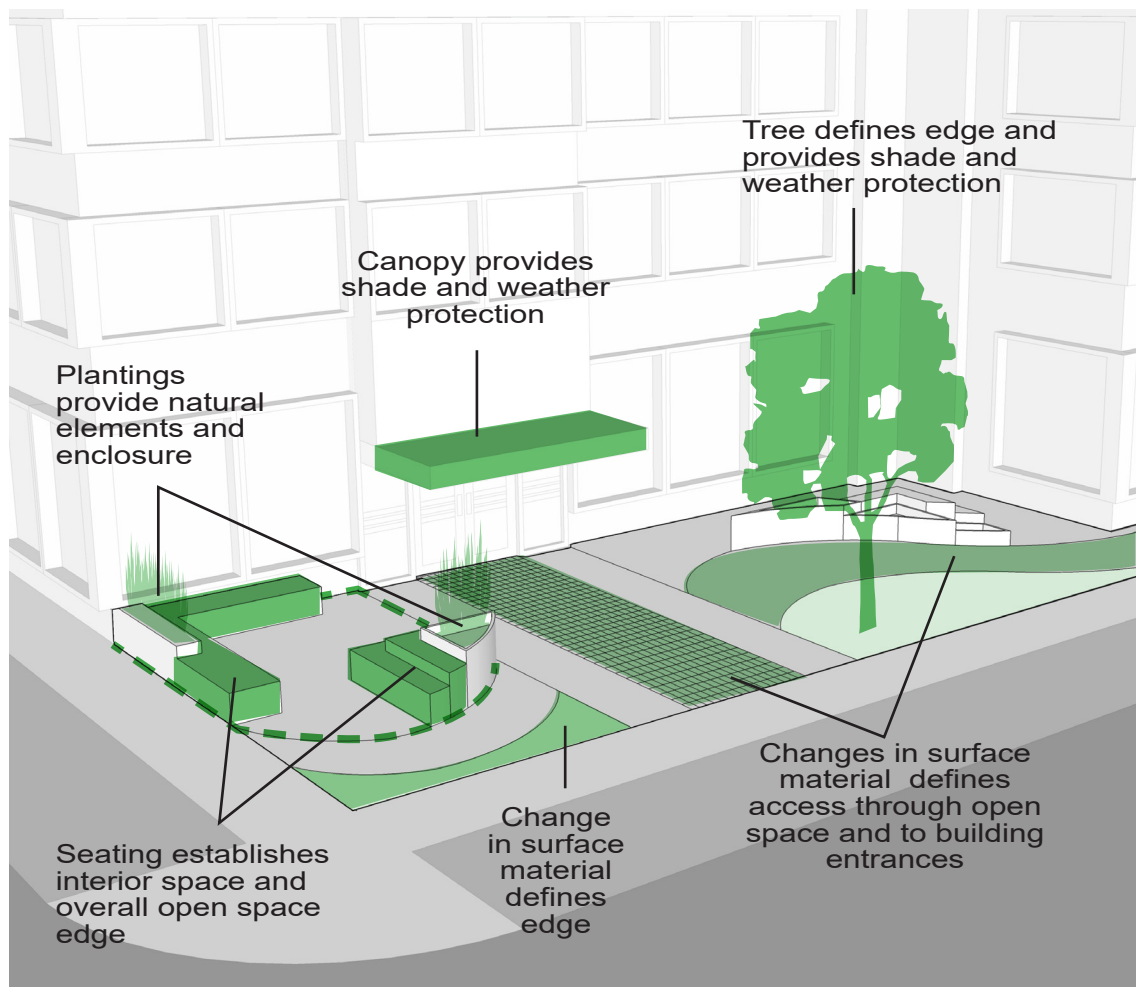 Tree defines edge and
provides shade and
weather protection
Canopy provides
shade and weather
protection
Plantings
provide natural
elements and
enclosure
Seating establishes
interior space and
overall open space
edge
Change
in surface
material
defines
edge
Changes in surface
material  defines
access through open
space and to building
entrances